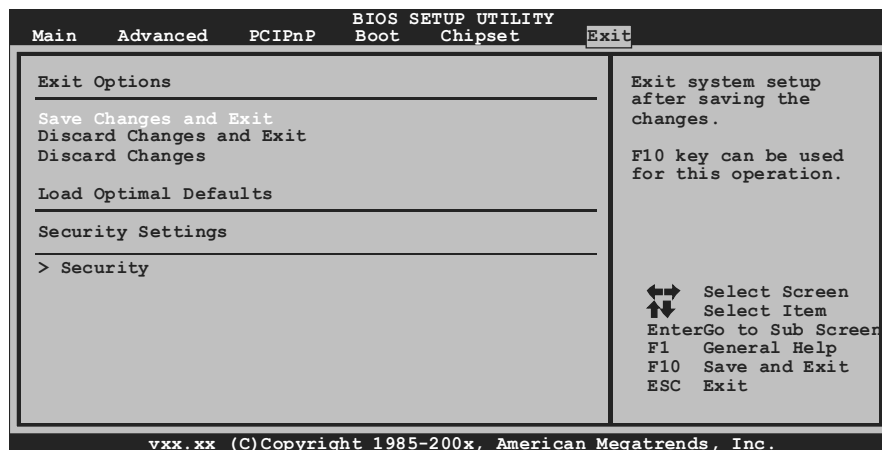 BIOS SETUP UTILITY
Main Advanced PCIPnP Boot Chipset Exit
Exit Options
Save Changes and Exit
Discard Changes and Exit
Discard Changes
Load Optimal Defaults
Security Settings
> Security
Exit system setup
after saving the
changes.
F10 key can be used
for this operation.
Select Screen
Select Item
EnterGo to Sub Screen
F1 General Help
F10 Save and Exit
ESC Exit
vxx.xx (C)Copyright 1985-200x, American Megatrends, Inc.